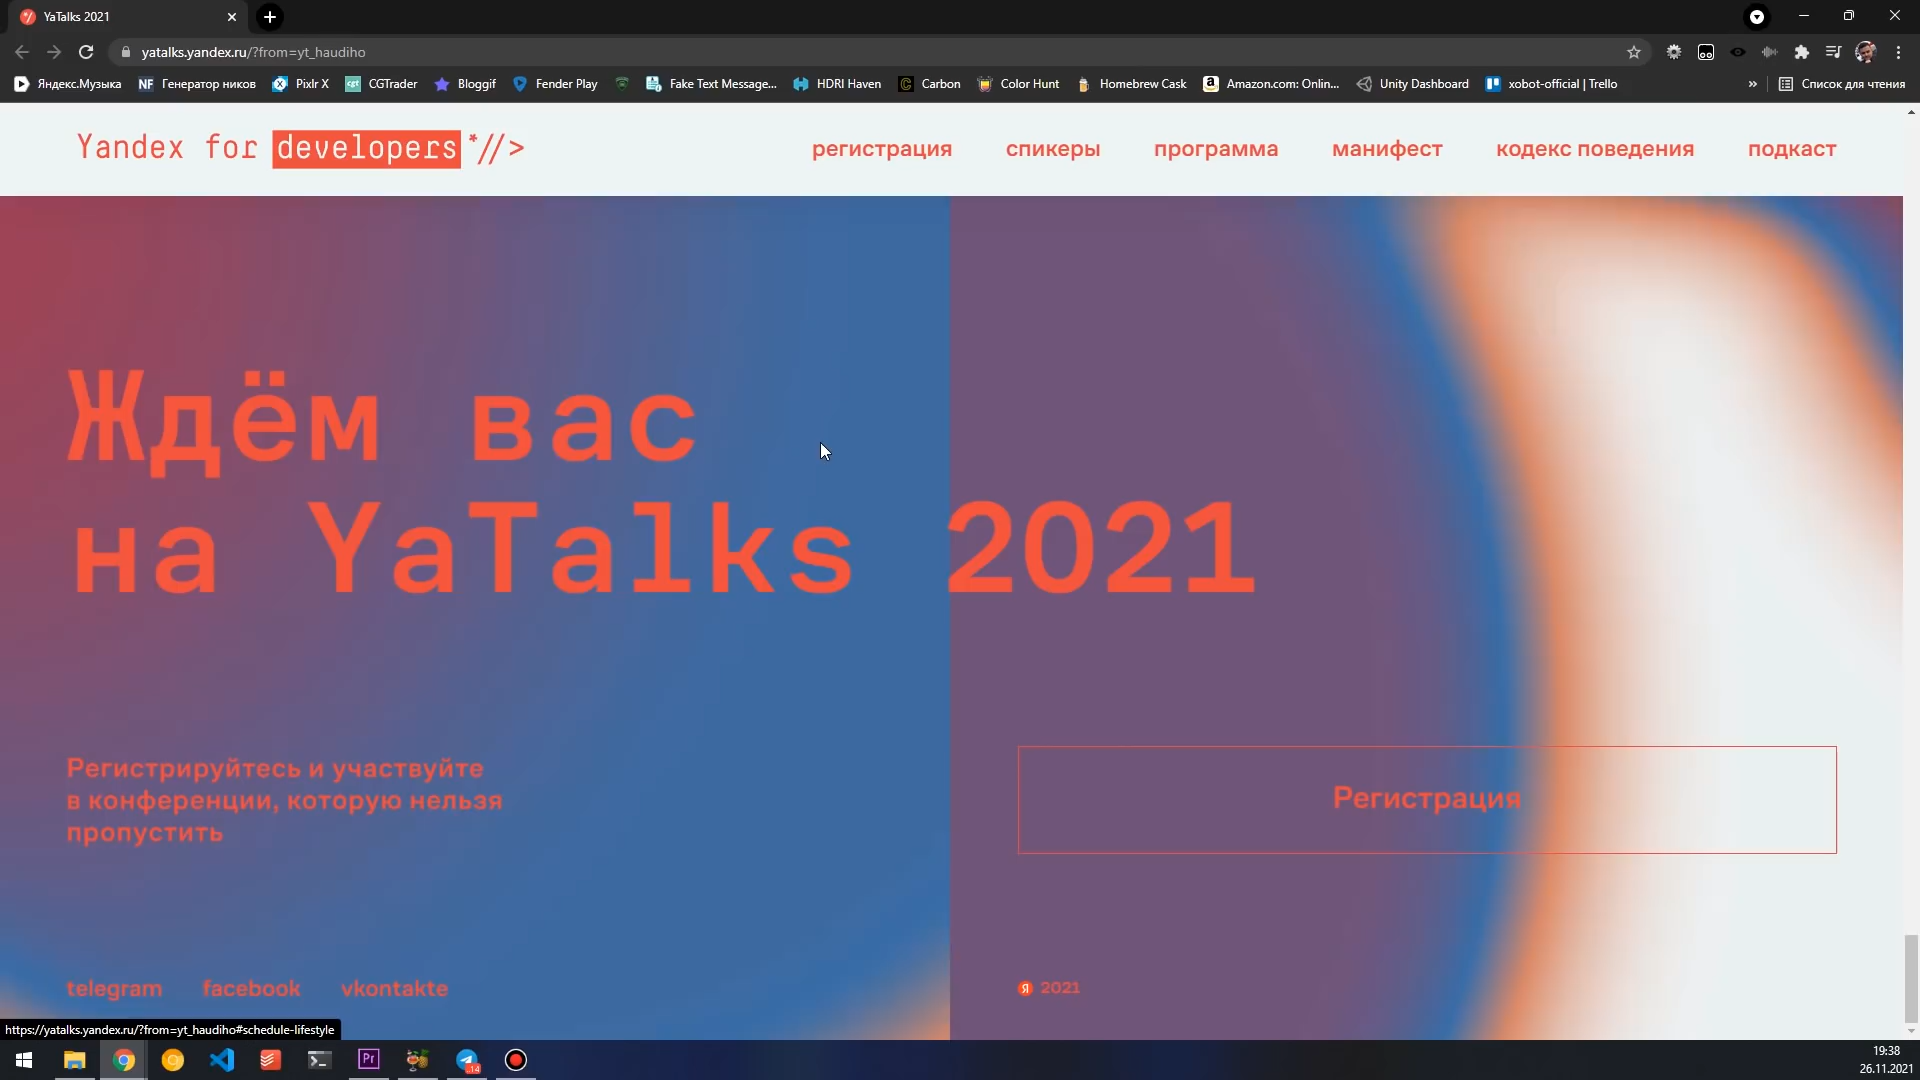 YaTalks 2021
yatalks.yandex.ru/?from=yt_haudiho
Яндекс.Музыка
NF Генератор ников
Pixlr X
cgt CGTrader
Bloggif
Fender Play
Fake Text Message...
HDRI Haven
C Carbon
Color Hunt
Homebrew Cask
a Amazon.com: Onlin...
Unity Dashboard
xobot-official | Trello
»
Список для чтения
Yandex for developers *//>
регистрация
спикеры
программа
манифест
кодекс поведения
подкаст
Ждём вас
на YaTalks 2021
Регистрируйтесь и участвуйте
в конференции, которую нельзя
пропустить
Регистрация
telegram facebook vkontakte
Я 2021
https://yatalks.yandex.ru/?from=yt_haudiho#schedule-lifestyle
Pr
14
19:38
26.11.2021